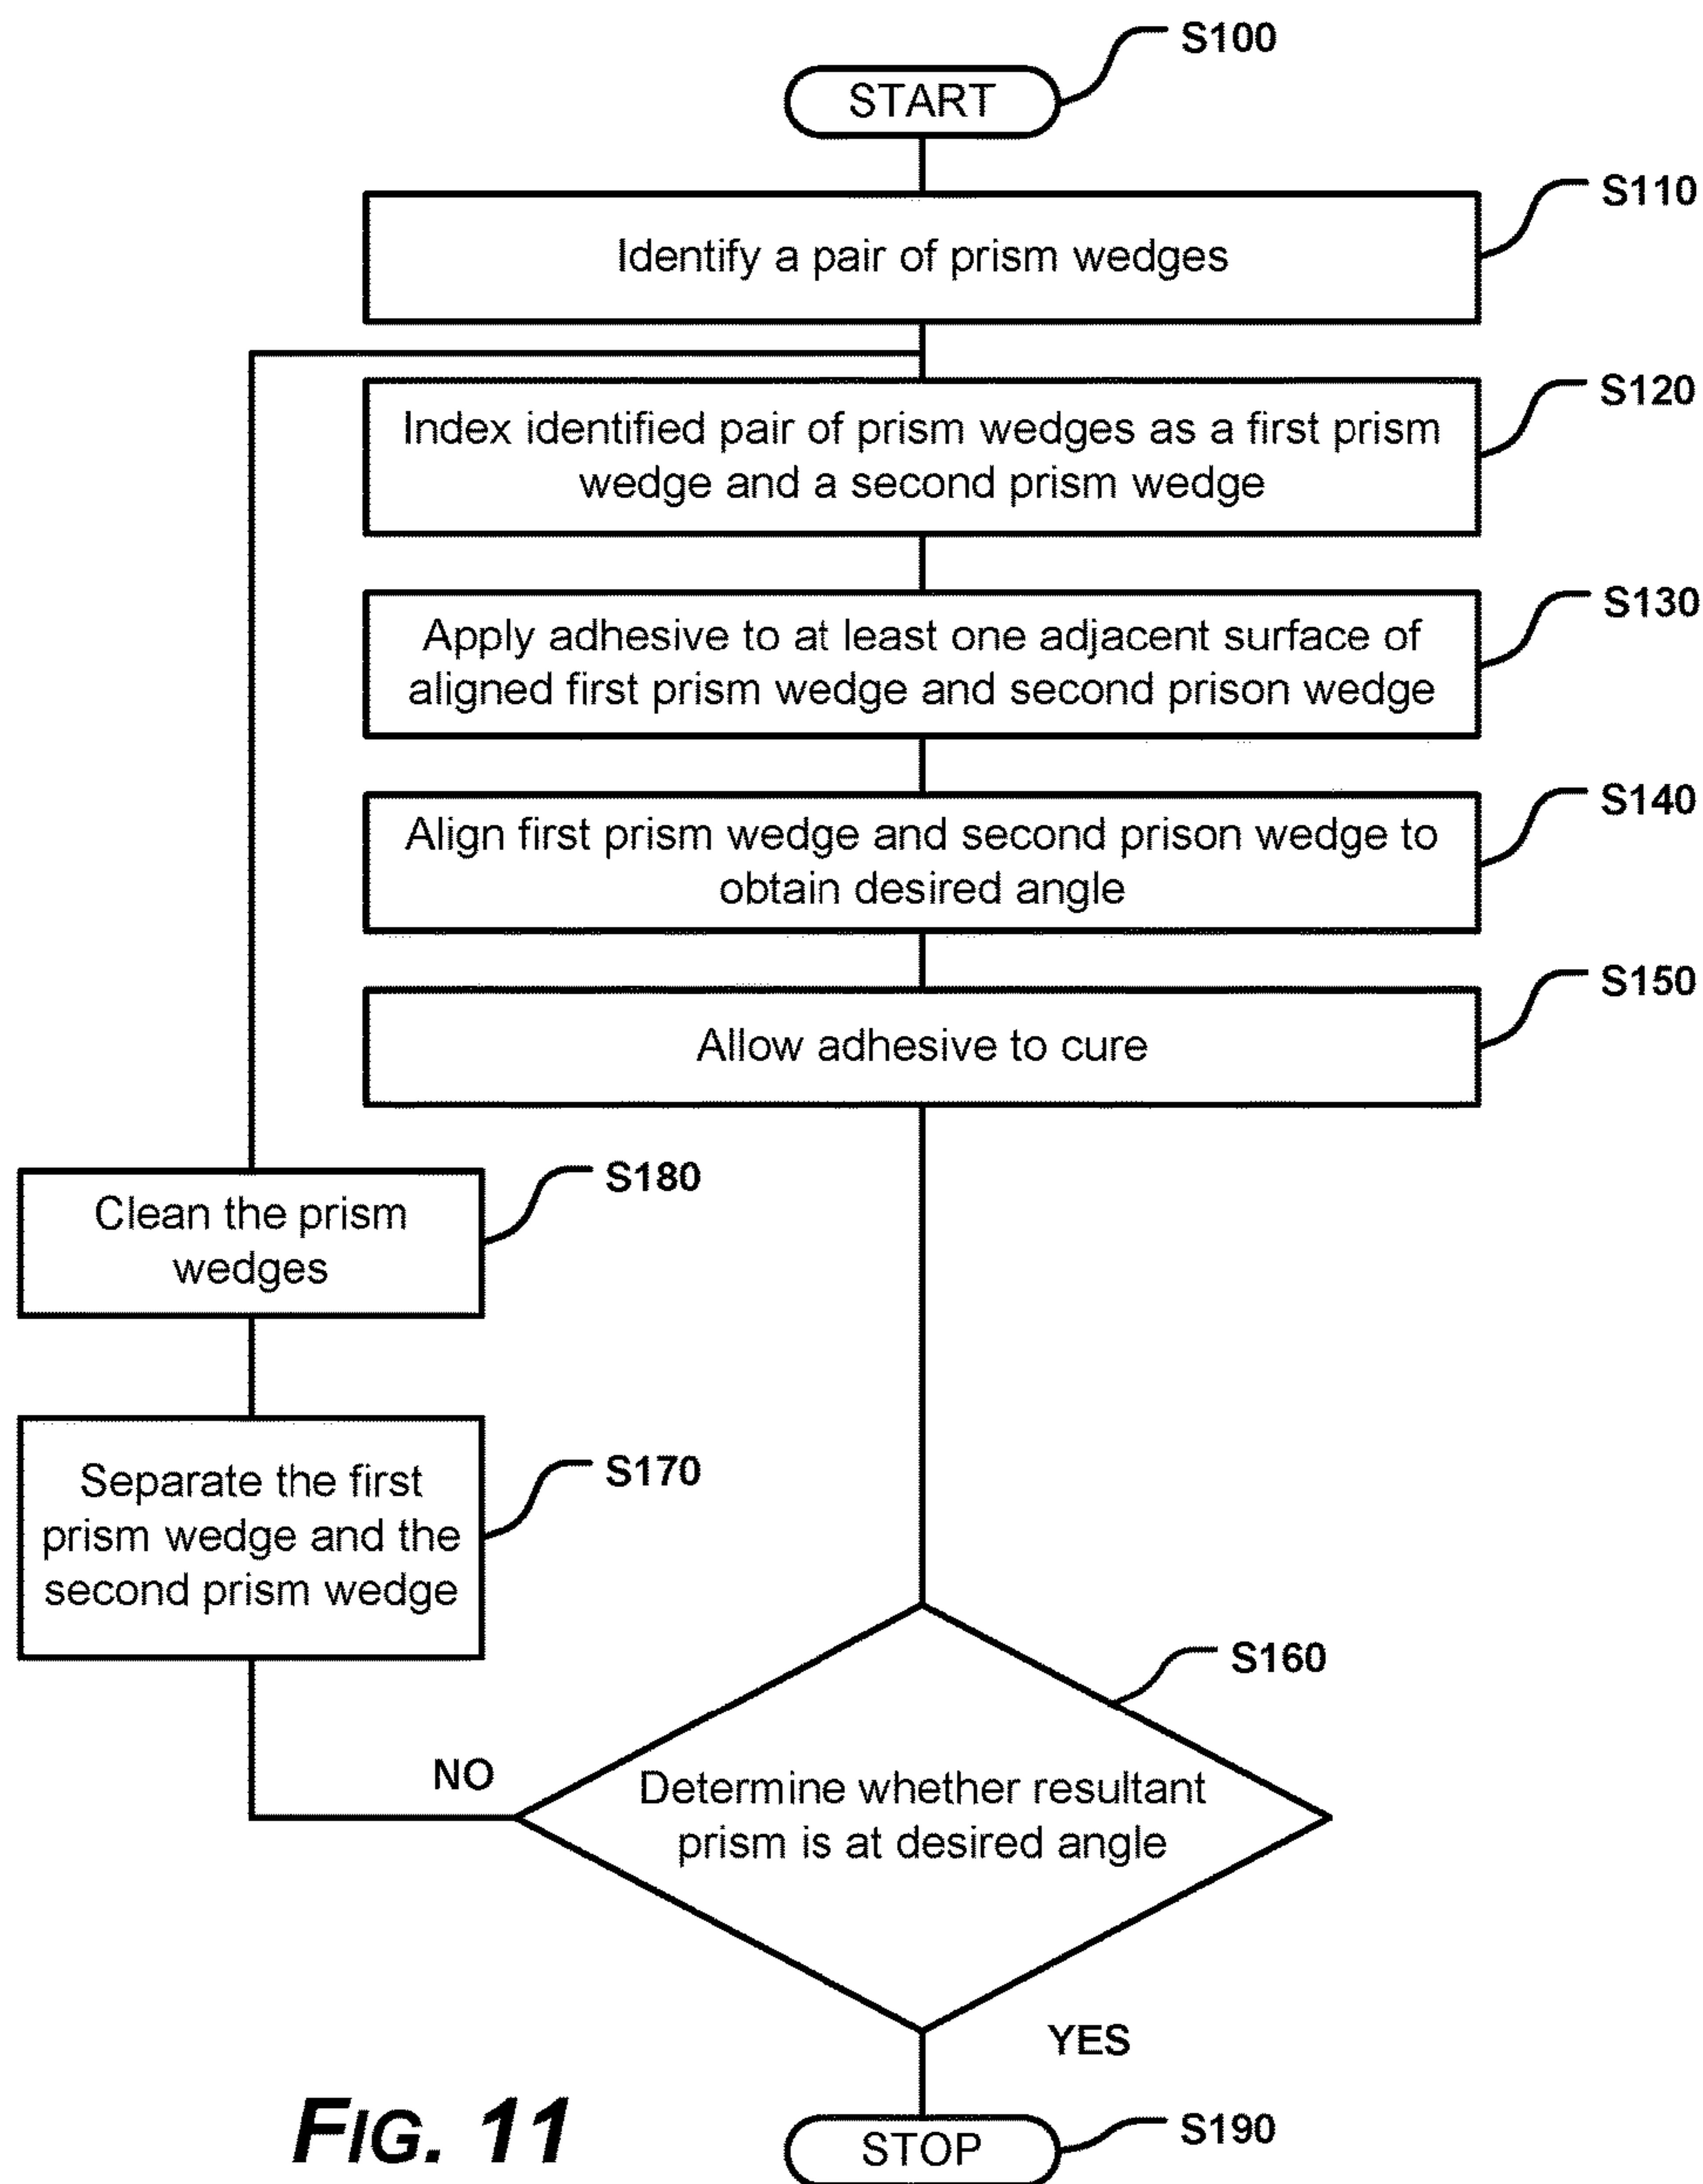 S100
START
S110
Identify a pair of prism wedges
S120
Index identified pair of prism wedges as a first prism
wedge and a second prism wedge
S130
Apply adhesive to at least one adjacent surface of
aligned first prism wedge and second prison wedge
S140
Align first prism wedge and second prison wedge to
obtain desired angle
S150
Allow adhesive to cure
S180
Clean the prism
wedges
S170
Separate the first
prism wedge and the
second prism wedge
S160
NO
Determine whether resultant
prism is at desired angle
YES
FIG. 11
S190
STOP